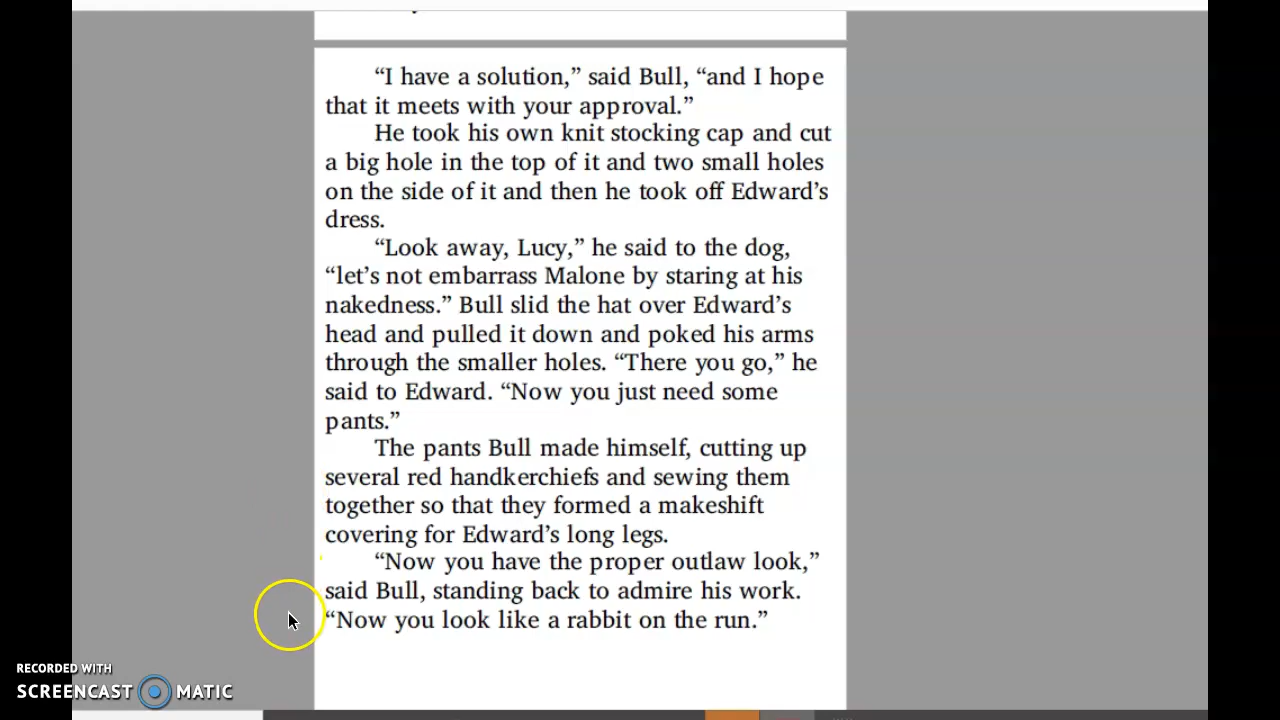 “I have a solution,” said Bull, “and I hope
that it meets with your approval.”
He took his own knit stocking cap and cut
a big hole in the top of it and two small holes
on the side of it and then he took off Edward’s
dress.
“Look away, Lucy,” he said to the dog,
“let’s not embarrass Malone by staring at his
nakedness.” Bull slid the hat over Edward’s
head and pulled it down and poked his arms
through the smaller holes. “There you go,” he
said to Edward. “Now you just need some
pants.”
The pants Bull made himself, cutting up
several red handkerchiefs and sewing them
together so that they formed a makeshift
covering for Edward’s long legs.
“Now you have the proper outlaw look,”
said Bull, standing back to admire his work.
“Now you look like a rabbit on the run.”
RECORDED WITH
SCREENCAST MATIC